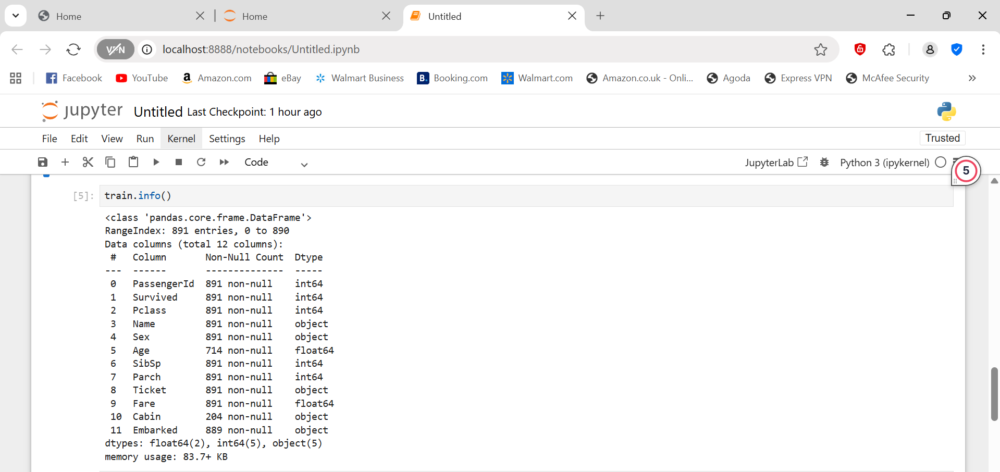 Home
Home
Untitled
VPN
localhost:8888/notebooks/Untitled.ipynb
Facebook
YouTube
Amazon.com
eBay
Walmart Business
B. Booking.com
Walmart.com
Amazon.co.uk - Onli...
Agoda
Express VPN
McAfee Security
jupyter Untitled Last Checkpoint: 1 hour ago
File Edit View Run Kernel Settings Help
Trusted
Code
JupyterLab
Python 3 (ipykernel)
5
[5]: train.info()
<class 'pandas.core.frame.DataFrame'>
RangeIndex: 891 entries, 0 to 890
Data columns (total 12 columns):
 #   Column       Non-Null Count  Dtype
---  ------       --------------  -----
 0   PassengerId  891 non-null    int64
 1   Survived     891 non-null    int64
 2   Pclass       891 non-null    int64
 3   Name         891 non-null    object
 4   Sex          891 non-null    object
 5   Age          714 non-null    float64
 6   SibSp        891 non-null    int64
 7   Parch        891 non-null    int64
 8   Ticket       891 non-null    object
 9   Fare         891 non-null    float64
 10  Cabin        204 non-null    object
 11  Embarked     889 non-null    object
dtypes: float64(2), int64(5), object(5)
memory usage: 83.7+ KB